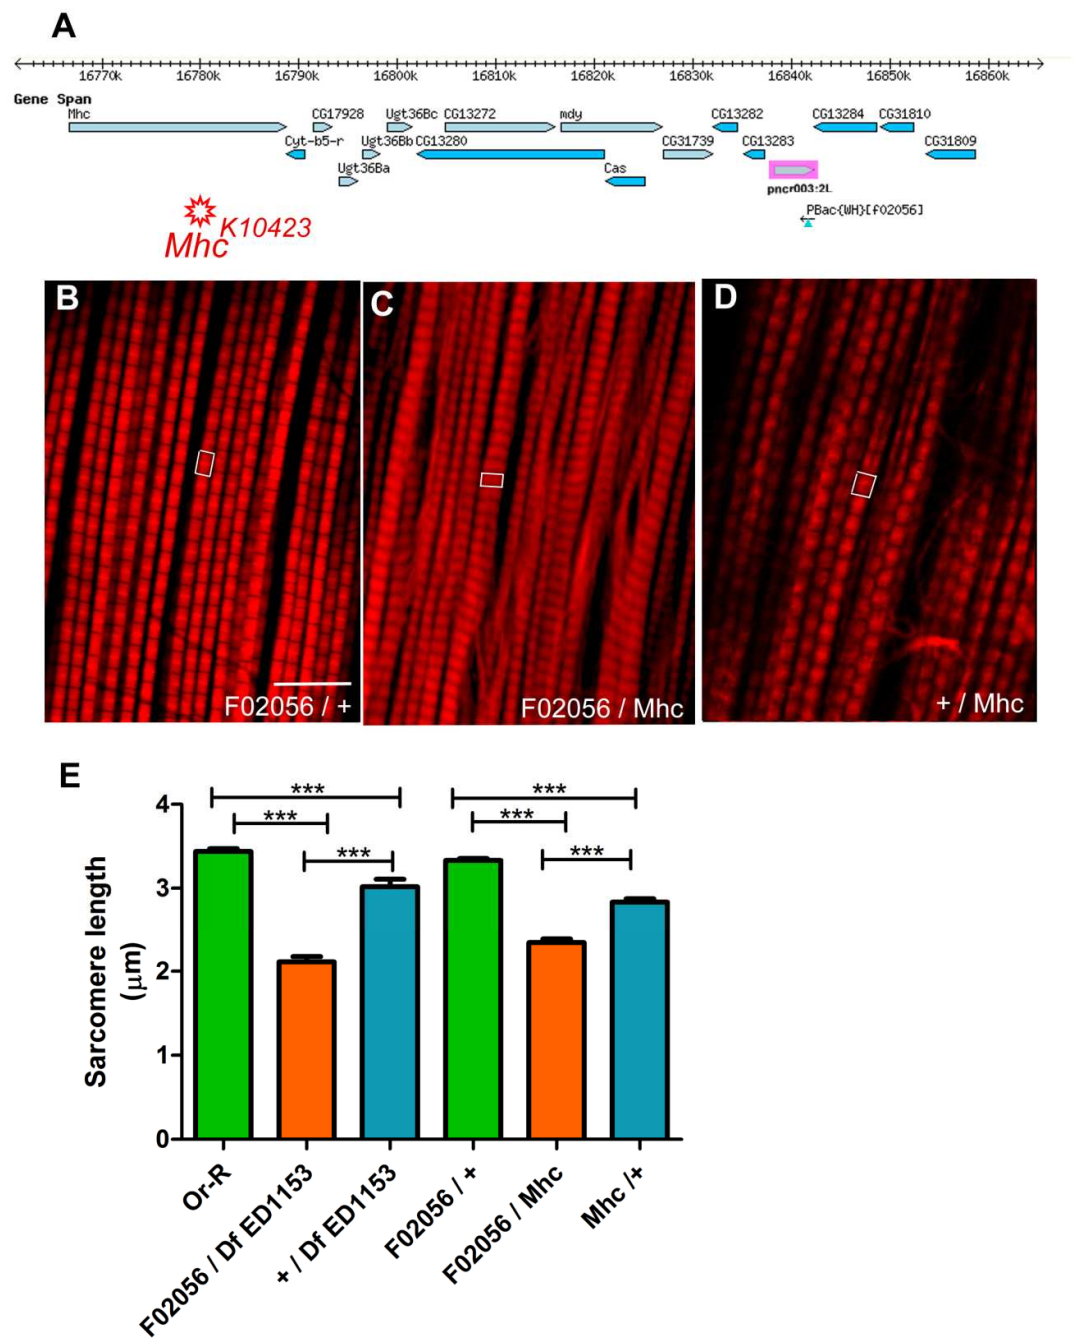 A
16770k 16780k 16790k 16800k 16810k 16820k 16830k 16840k 16850k 16860k
Gene Span
Mhc CG17928 Ugt36Bc CG13272 mdy CG13282 CG13284 CG31810
Cyt-b5-r Ugt36Bb CG13280 CG31739 CG13283 CG31809
Ugt36Ba Cas
pncr003:2L
PBac{WH}[f02056]
Mhc K10423
B C D
F02056 / + F02056 / Mhc + / Mhc
E
*** ***
*** ***
*** ***
Sarcomere length
(μm)
4
3
2
1
0
Or-R
F02056 / Df ED1153
+ / Df ED1153
F02056 / +
F02056 / Mhc
Mhc /+